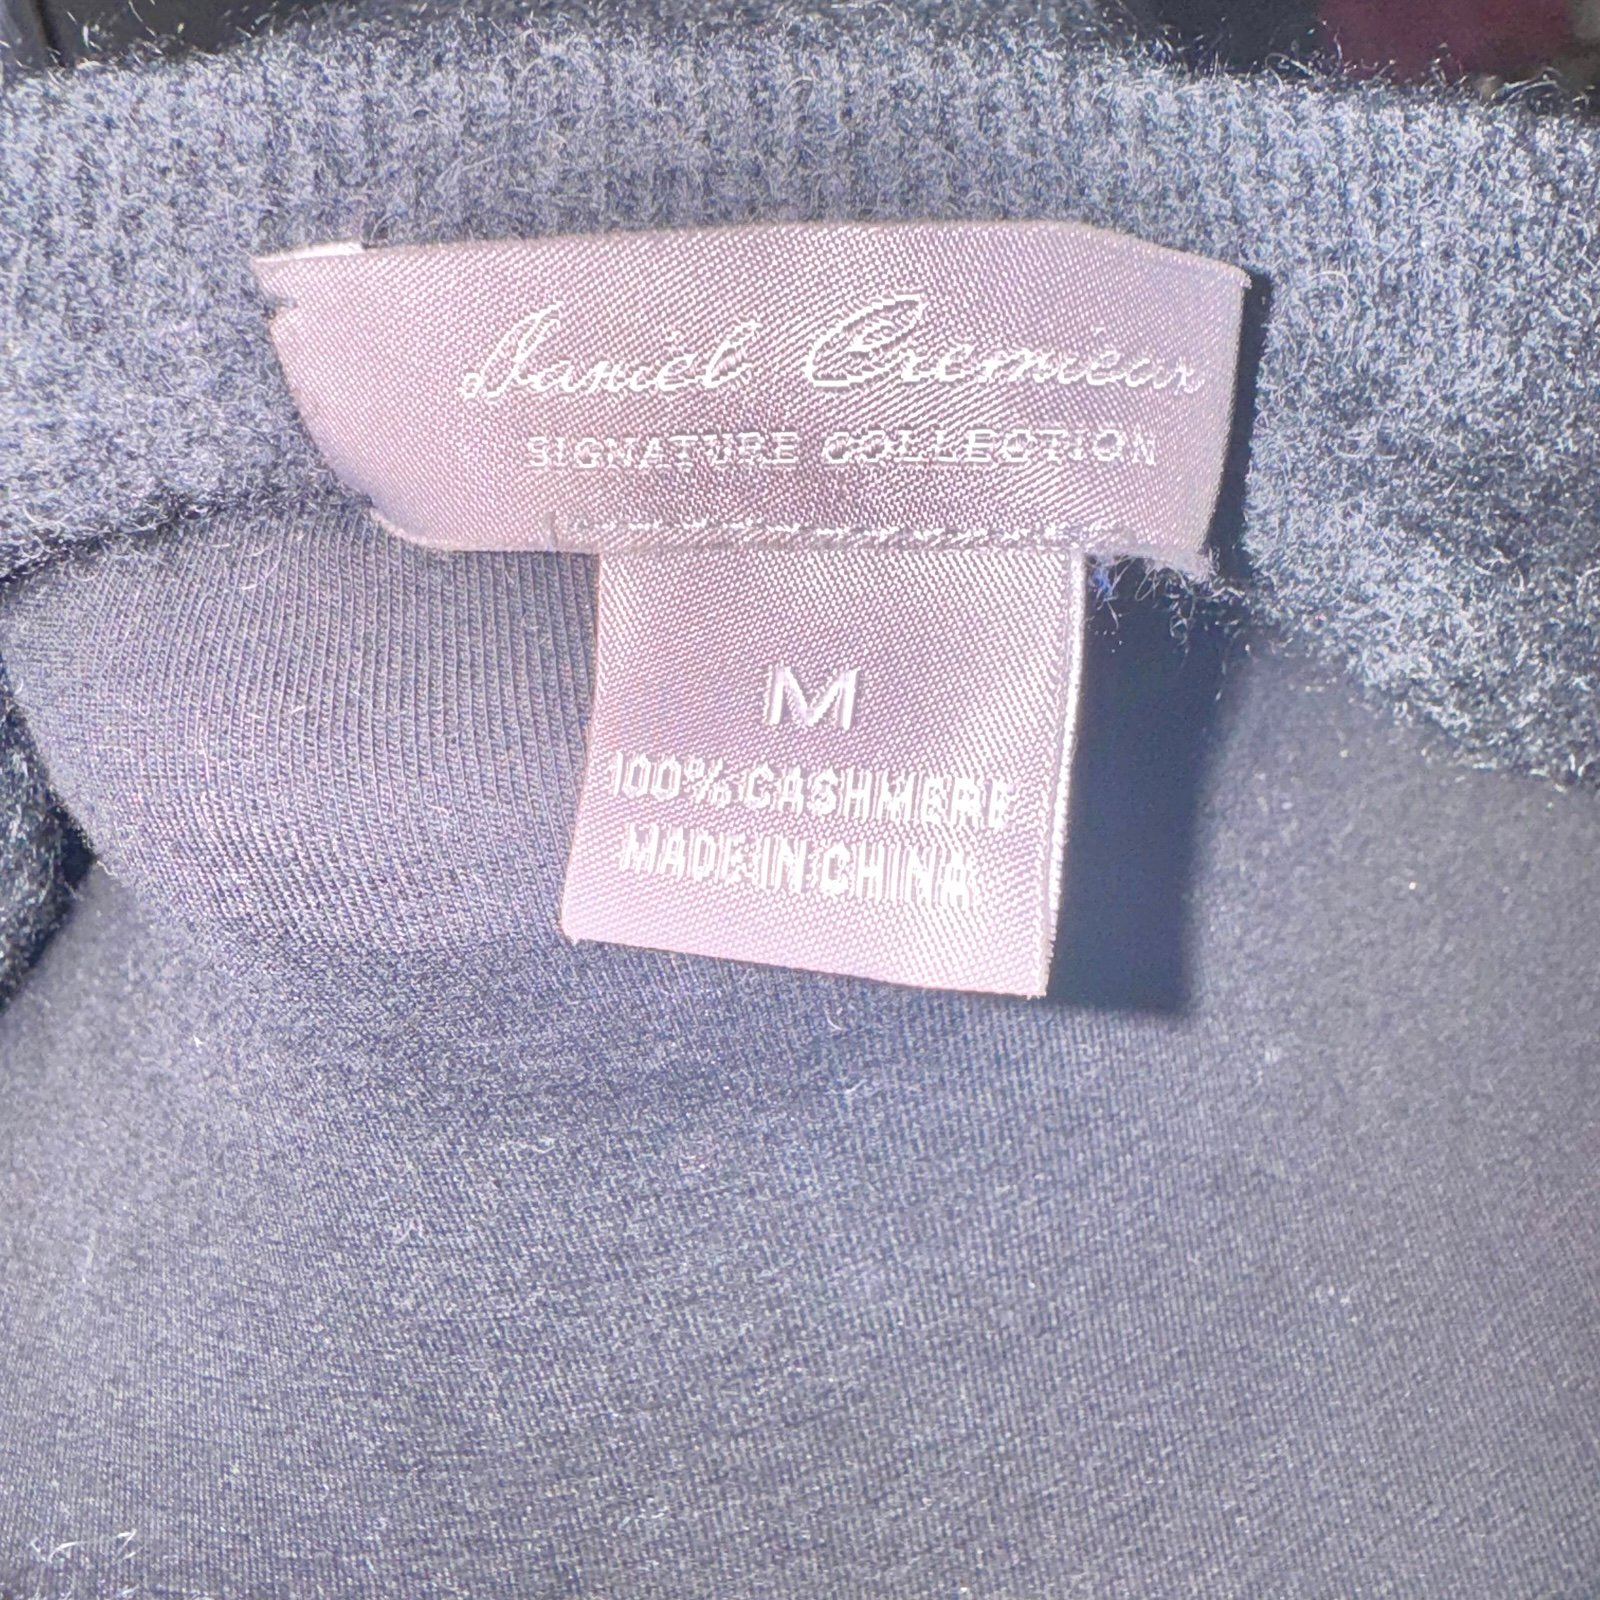 Daniel Cremieux
SIGNATURE COLLECTION
M
100% CASHMERE
MADE IN CHINA